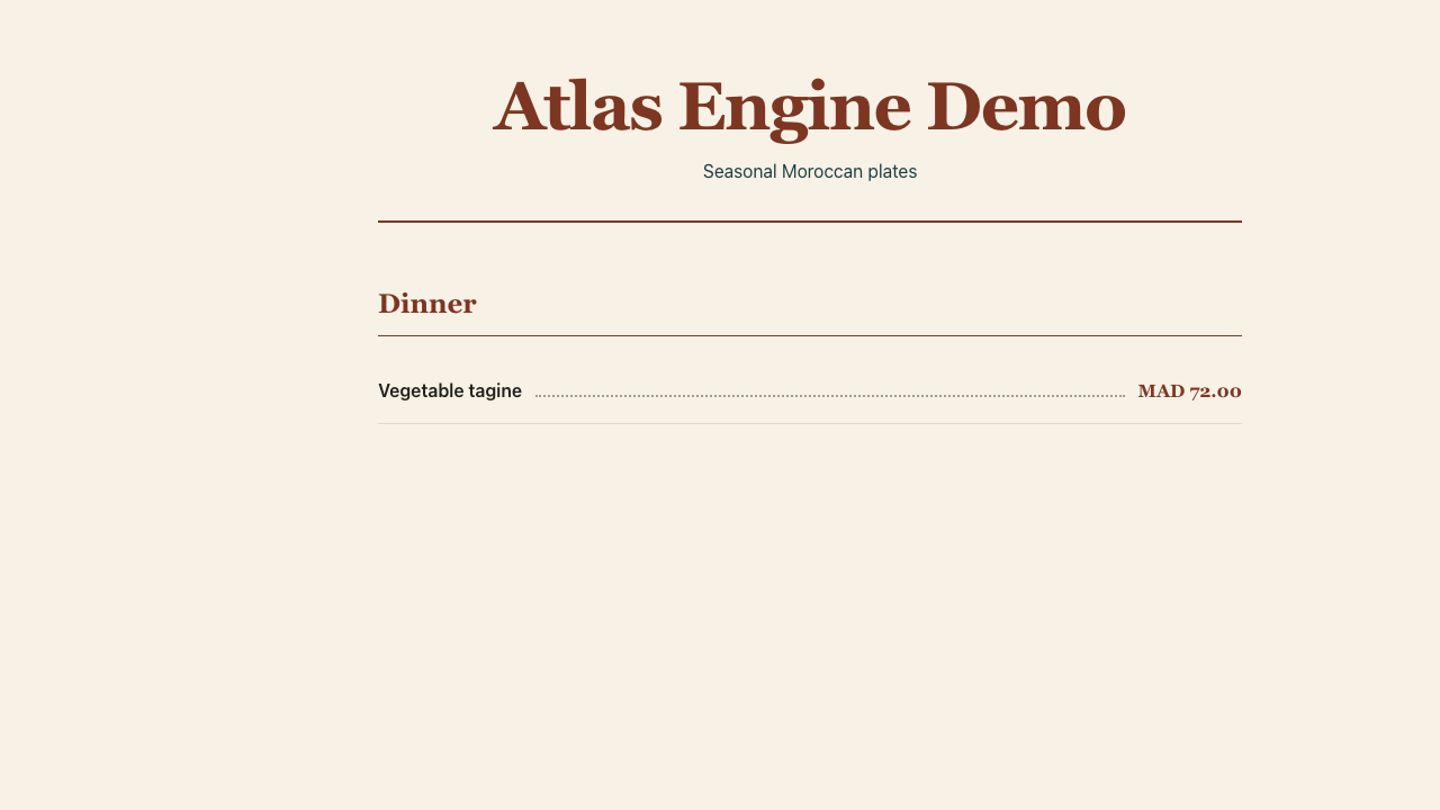 Atlas Engine Demo
Seasonal Moroccan plates
Dinner
Vegetable tagine MAD 72.00